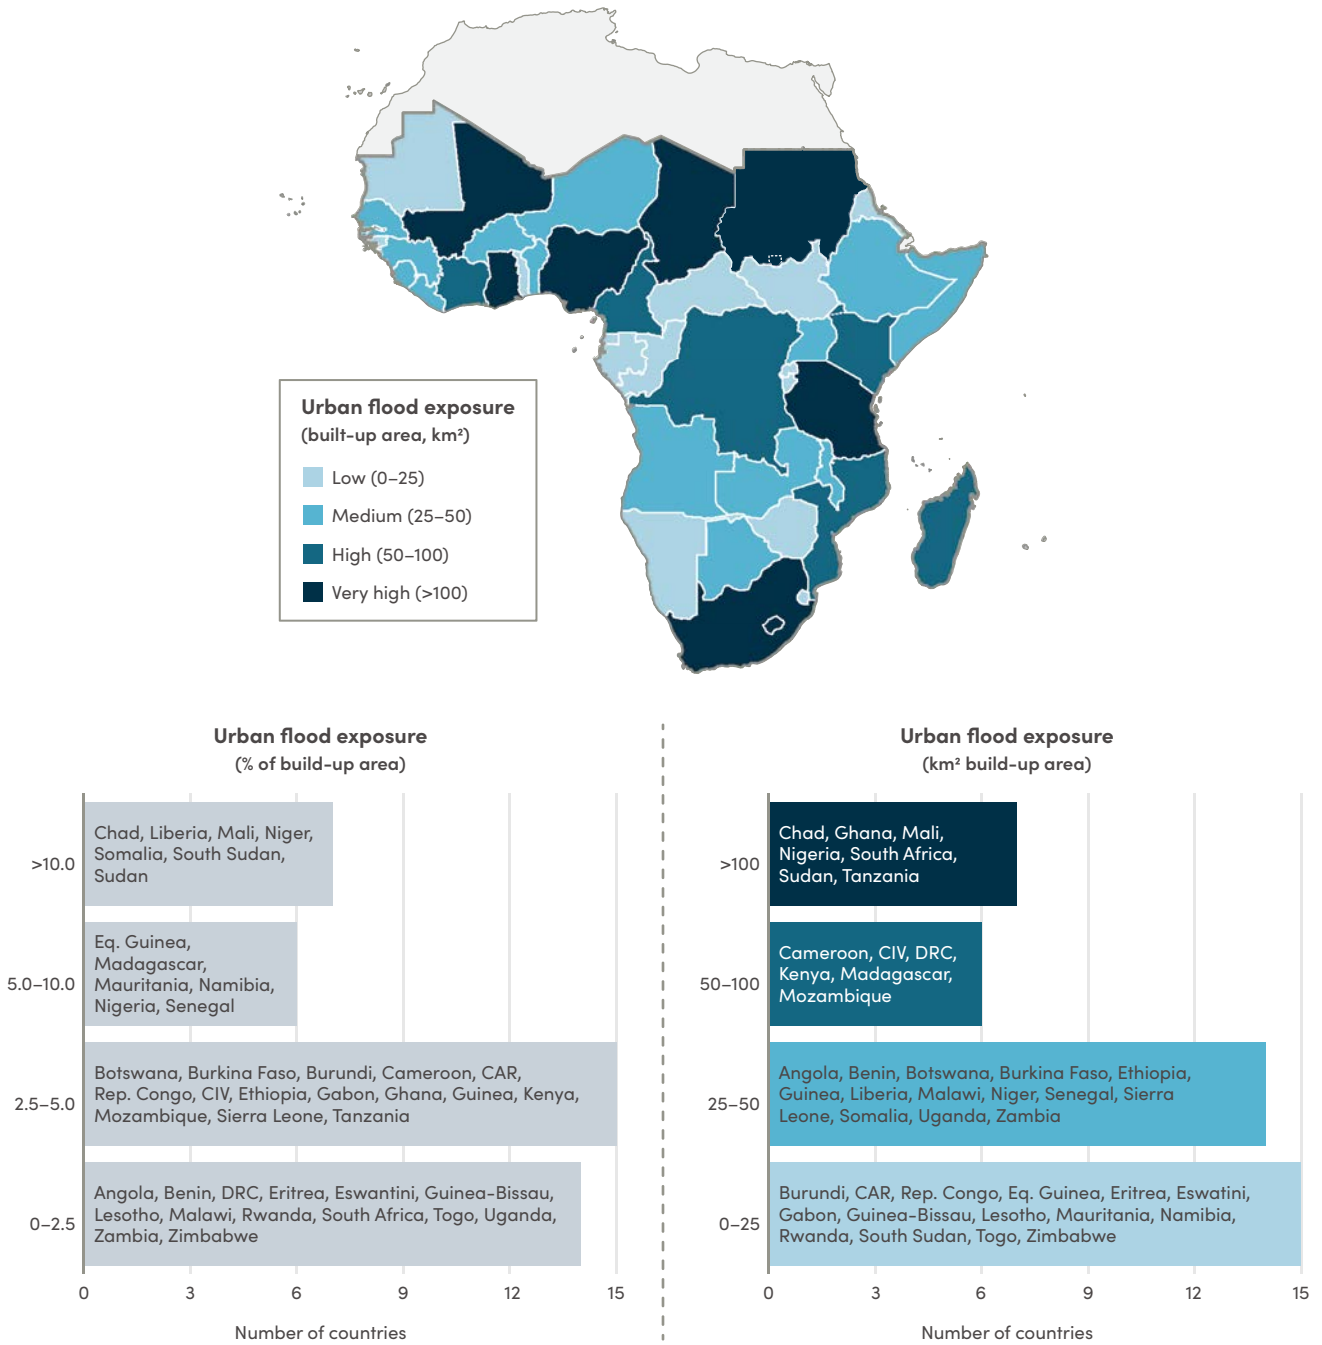 Urban flood exposure
(built-up area, km²)
Low (0–25)
Medium (25–50)
High (50–100)
Very high (>100)
Urban flood exposure
(% of build-up area)
>10.0
Chad, Liberia, Mali, Niger,
Somalia, South Sudan,
Sudan
5.0–10.0
Eq. Guinea,
Madagascar,
Mauritania, Namibia,
Nigeria, Senegal
2.5–5.0
Botswana, Burkina Faso, Burundi, Cameroon, CAR,
Rep. Congo, CIV, Ethiopia, Gabon, Ghana, Guinea, Kenya,
Mozambique, Sierra Leone, Tanzania
0–2.5
Angola, Benin, DRC, Eritrea, Eswantini, Guinea-Bissau,
Lesotho, Malawi, Rwanda, South Africa, Togo, Uganda,
Zambia, Zimbabwe
0 3 6 9 12 15
Number of countries
Urban flood exposure
(km² build-up area)
>100
Chad, Ghana, Mali,
Nigeria, South Africa,
Sudan, Tanzania
50–100
Cameroon, CIV, DRC,
Kenya, Madagascar,
Mozambique
25–50
Angola, Benin, Botswana, Burkina Faso, Ethiopia,
Guinea, Liberia, Malawi, Niger, Senegal, Sierra
Leone, Somalia, Uganda, Zambia
0–25
Burundi, CAR, Rep. Congo, Eq. Guinea, Eritrea, Eswatini,
Gabon, Guinea-Bissau, Lesotho, Mauritania, Namibia,
Rwanda, South Sudan, Togo, Zimbabwe
0 3 6 9 12 15
Number of countries